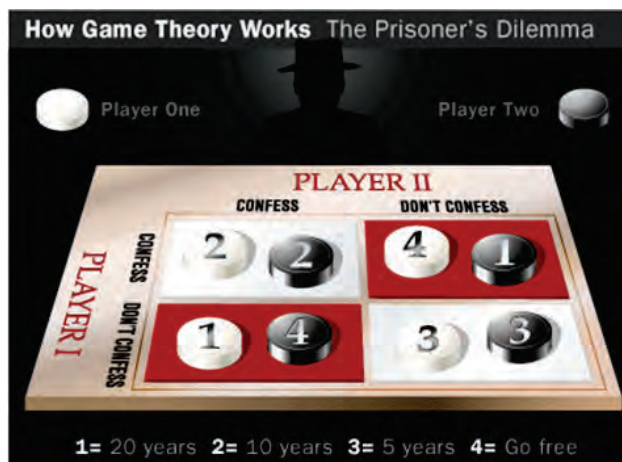 How Game Theory Works The Prisoner's Dilemma
Player One
Player Two
PLAYER II
CONFESS DON'T CONFESS
PLAYER I
CONFESS
2 2 4 1
DON'T CONFESS
1 4 3 3
1= 20 years 2= 10 years 3= 5 years 4= Go free